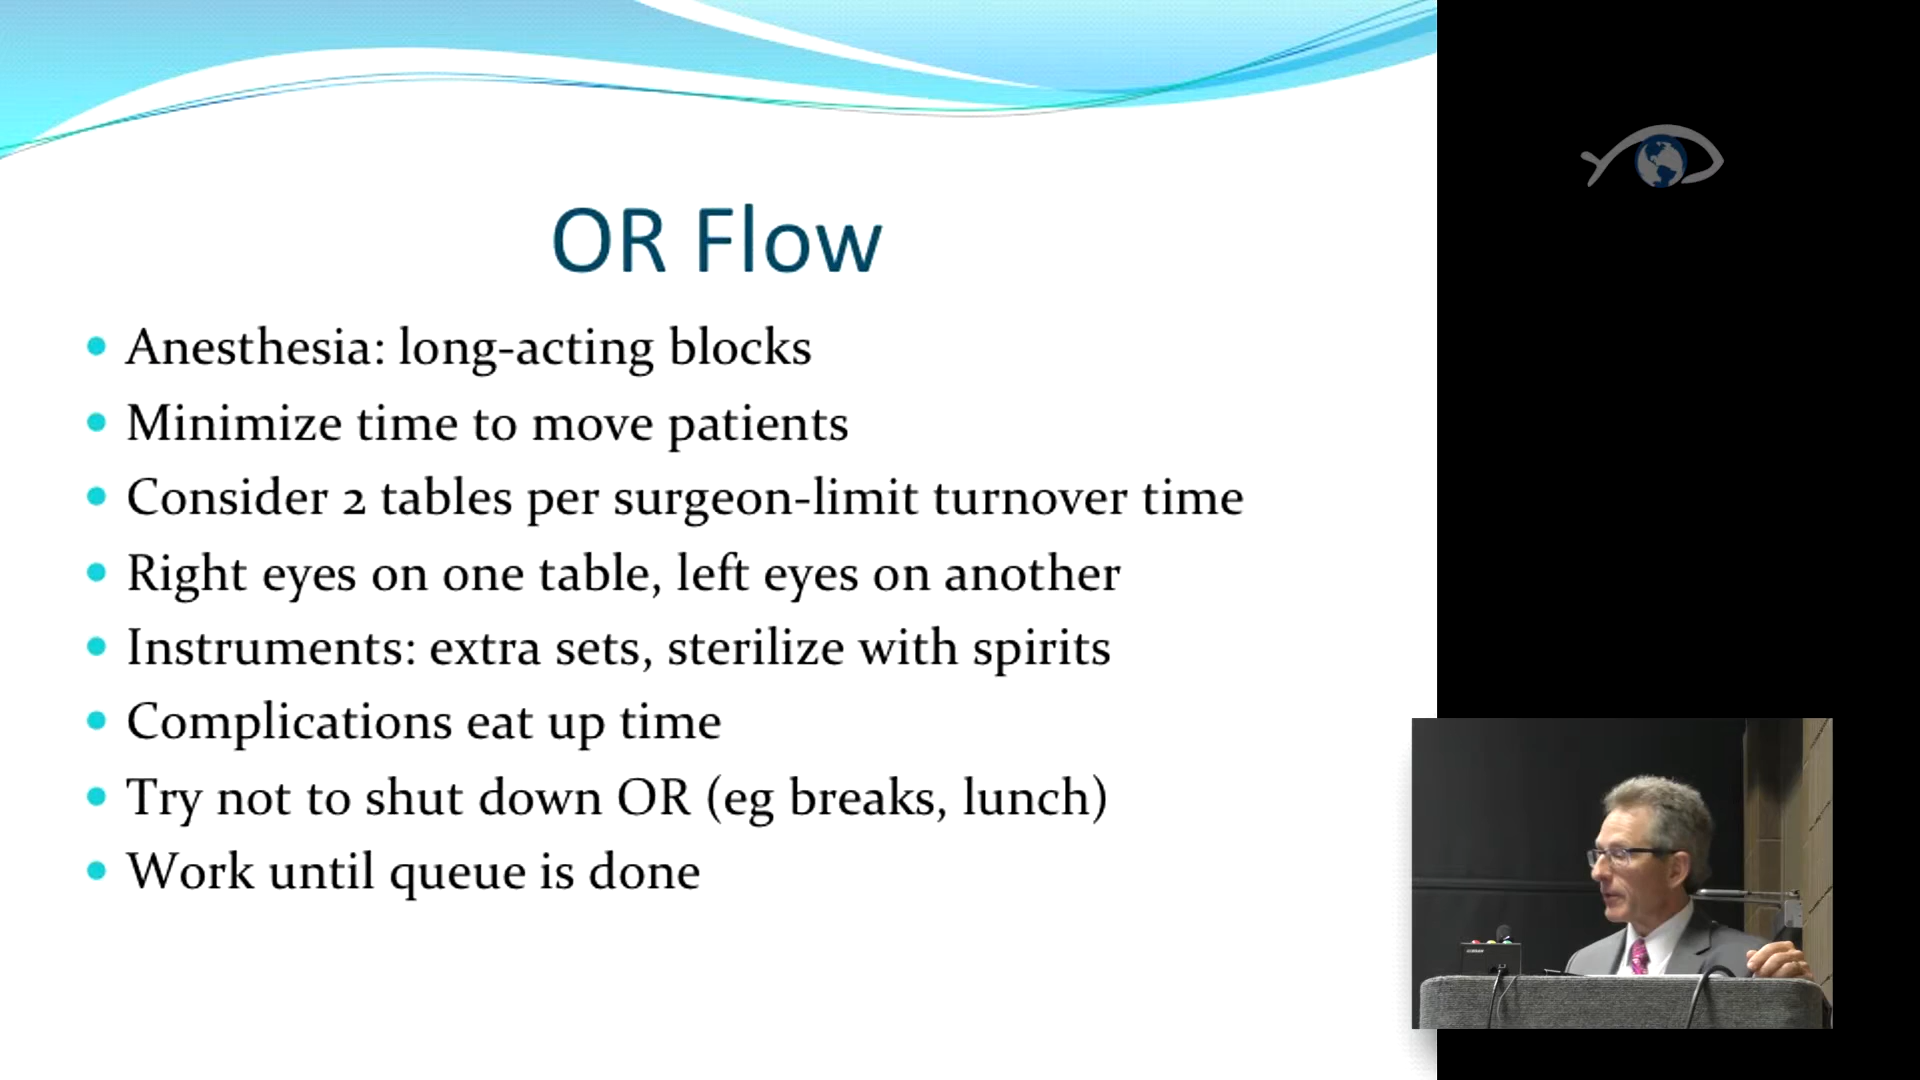 OR Flow
• Anesthesia: long-acting blocks
• Minimize time to move patients
• Consider 2 tables per surgeon-limit turnover time
• Right eyes on one table, left eyes on another
• Instruments: extra sets, sterilize with spirits
• Complications eat up time
• Try not to shut down OR (eg breaks, lunch)
• Work until queue is done